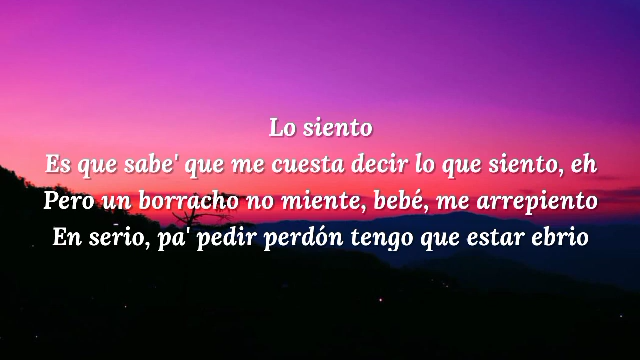 Lo siento
Es que sabe' que me cuesta decir lo que siento, eh
Pero un borracho no miente, bebé, me arrepiento
En serio, pa' pedir perdón tengo que estar ebrio